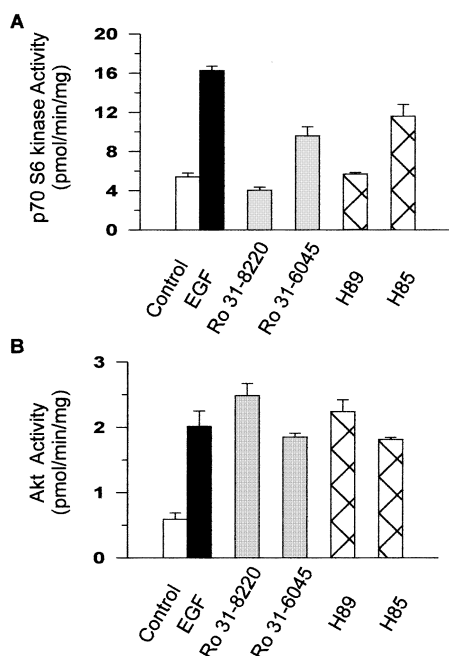 A
p70 S6 kinase Activity
(pmol/min/mg)
20
16
12
8
4
0
Control
EGF
Ro 31-8220
Ro 31-6045
H89
H85
B
Akt Activity
(pmol/min/mg)
3
2
1
0
Control
EGF
Ro 31-8220
Ro 31-6045
H89
H85